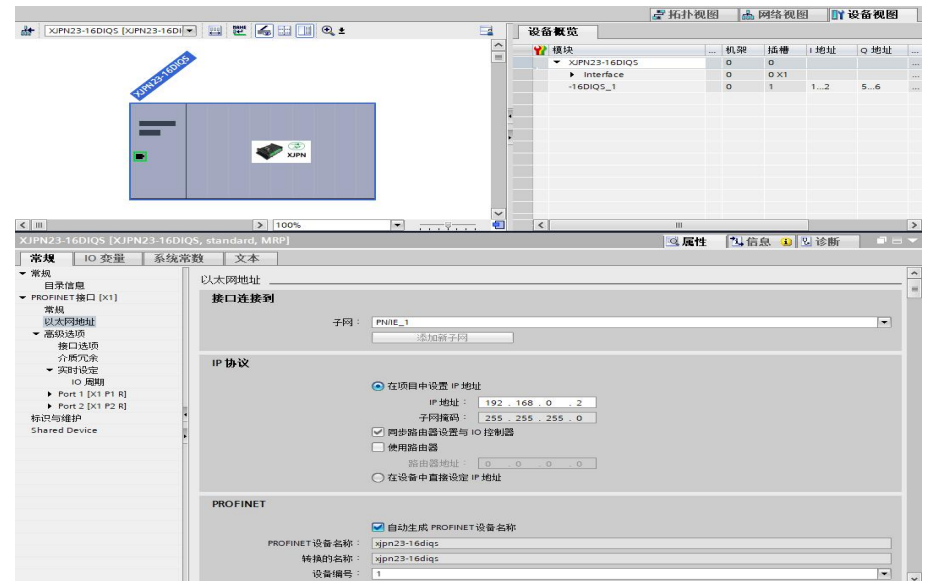 拓扑视图 网络视图 设备视图
XJPN23-16DIQS [XJPN23-16DI
设备概览
模块 ... 机架 插槽 I 地址 Q 地址 ...
XJPN23-16DIQS 0 0 ...
Interface 0 0 X1 ...
-16DIQS_1 0 1 1...2 5...6 ...
XJPN23-16DIQS
XJPN
100%
XJPN23-16DIQS [XJPN23-16DIQS, standard, MRP]
属性 信息 诊断
常规 IO 变量 系统常数 文本
常规
目录信息
PROFINET接口 [X1]
常规
以太网地址
高级选项
接口选项
介质冗余
实时设定
IO 周期
Port 1 [X1 P1 R]
Port 2 [X1 P2 R]
标识与维护
Shared Device
以太网地址
接口连接到
子网： PN/IE_1
添加新子网
IP 协议
在项目中设置 IP 地址
IP 地址： 192 . 168 . 0 . 2
子网掩码： 255 . 255 . 255 . 0
同步路由器设置与 IO 控制器
使用路由器
路由器地址： 0 . 0 . 0 . 0
在设备中直接设定 IP 地址
PROFINET
自动生成 PROFINET 设备名称
PROFINET 设备名称： xjpn23-16diqs
转换的名称： xjpn23-16diqs
设备编号： 1